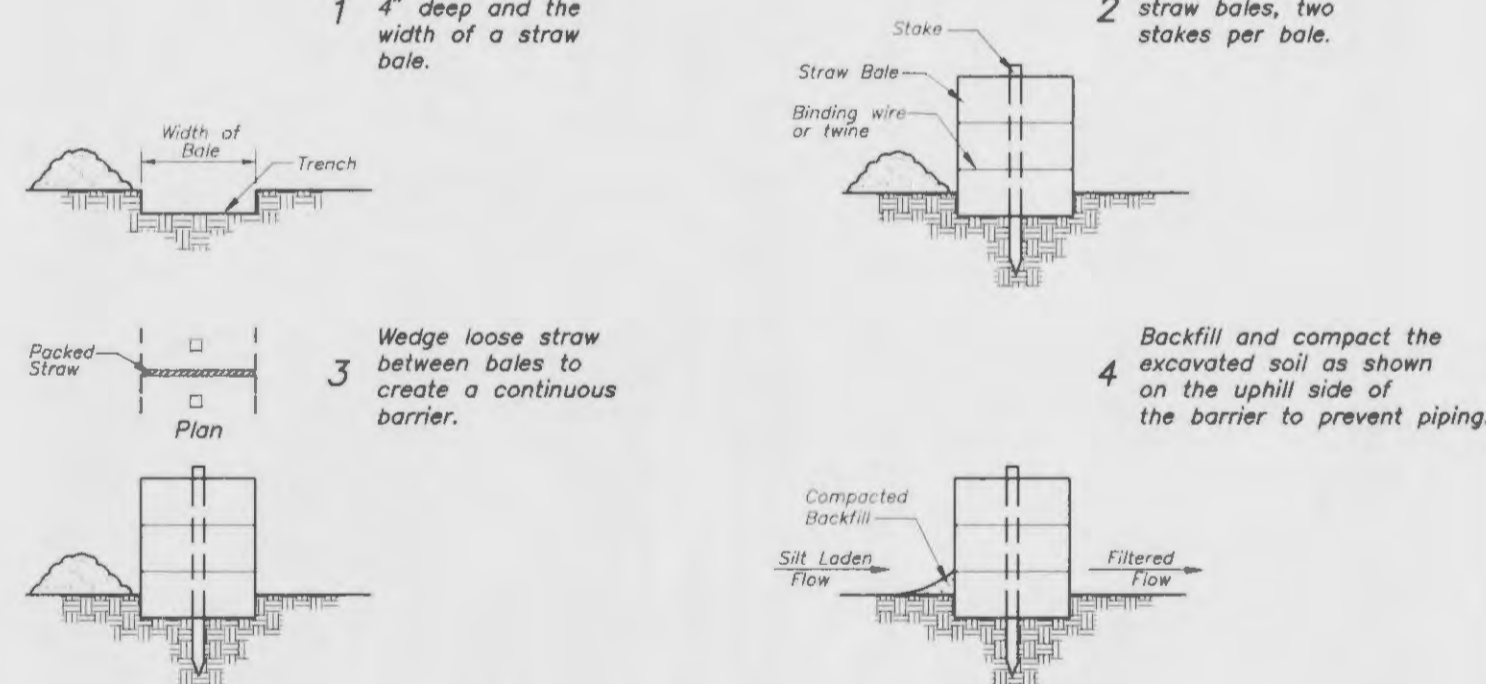 1
4" deep and the
width of a straw
bale.
Width of
Bale
Trench
2
straw bales, two
stakes per bale.
Stake
Straw Bale
Binding wire
or twine
3
Wedge loose straw
between bales to
create a continuous
barrier.
Packed
Straw
Plan
4
Backfill and compact the
excavated soil as shown
on the uphill side of
the barrier to prevent piping.
Compacted
Backfill
Silt Laden
Flow
Filtered
Flow